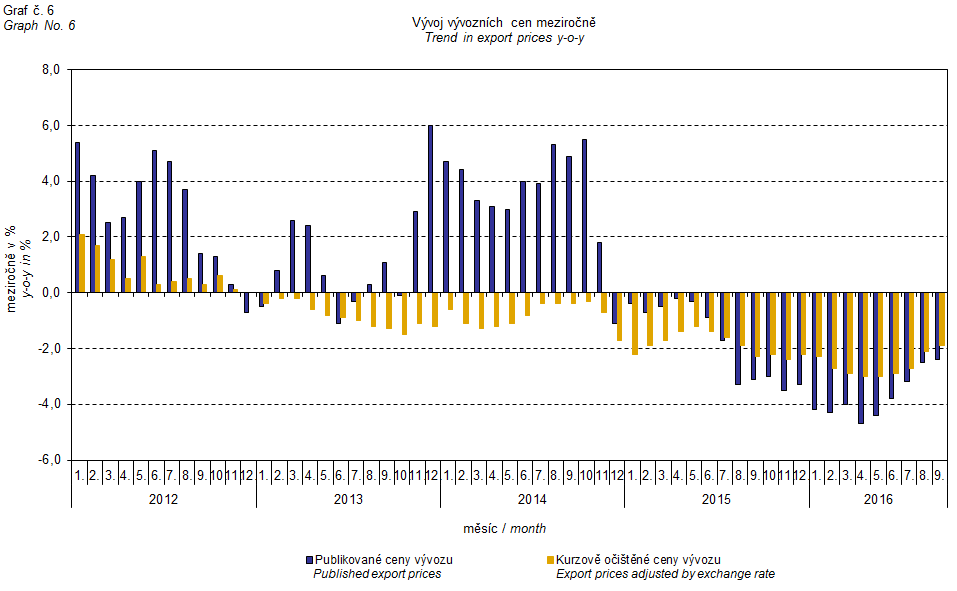 Graf č. 6
Graph No. 6
Vývoj vývozních cen meziročně
Trend in export prices y-o-y
meziročně v %
y-o-y in %
8,0
6,0
4,0
2,0
0,0
-2,0
-4,0
-6,0
1. 2. 3. 4. 5. 6. 7. 8. 9. 10 11 12 1. 2. 3. 4. 5. 6. 7. 8. 9. 10 11 12 1. 2. 3. 4. 5. 6. 7. 8. 9. 10 11 12 1. 2. 3. 4. 5. 6. 7. 8. 9. 10 11 12 1. 2. 3. 4. 5. 6. 7. 8. 9.
2012 2013 2014 2015 2016
měsíc / month
Publikované ceny vývozu Kurzově očištěné ceny vývozu
Published export prices Export prices adjusted by exchange rate